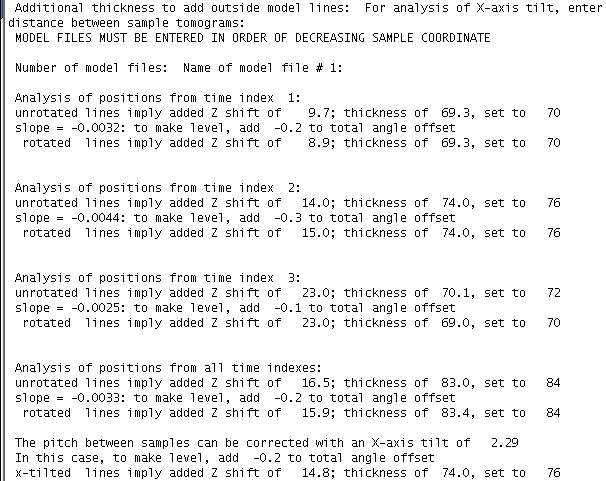 Additional thickness to add outside model lines:  For analysis of X-axis tilt, enter
distance between sample tomograms:
MODEL FILES MUST BE ENTERED IN ORDER OF DECREASING SAMPLE COORDINATE
Number of model files:  Name of model file # 1:
Analysis of positions from time index  1:
unrotated lines imply added Z shift of   9.7; thickness of  69.3, set to   70
slope = -0.0032: to make level, add  -0.2 to total angle offset
rotated  lines imply added Z shift of   8.9; thickness of  69.3, set to   70
Analysis of positions from time index  2:
unrotated lines imply added Z shift of  14.0; thickness of  74.0, set to   76
slope = -0.0044: to make level, add  -0.3 to total angle offset
rotated  lines imply added Z shift of  15.0; thickness of  74.0, set to   76
Analysis of positions from time index  3:
unrotated lines imply added Z shift of  23.0; thickness of  70.1, set to   72
slope = -0.0025: to make level, add  -0.1 to total angle offset
rotated  lines imply added Z shift of  23.0; thickness of  69.0, set to   70
Analysis of positions from all time indexes:
unrotated lines imply added Z shift of  16.5; thickness of  83.0, set to   84
slope = -0.0033: to make level, add  -0.2 to total angle offset
rotated  lines imply added Z shift of  15.9; thickness of  83.4, set to   84
The pitch between samples can be corrected with an X-axis tilt of   2.29
In this case, to make level, add  -0.2 to total angle offset
x-tilted  lines imply added Z shift of  14.8; thickness of  74.0, set to   76